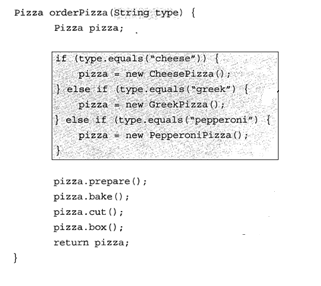 Pizza orderPizza(String type) {
Pizza pizza;
if (type.equals("cheese")) {
pizza = new CheesePizza();
} else if (type.equals("greek") {
pizza = new GreekPizza();
} else if (type.equals("pepperoni") {
pizza = new PepperoniPizza();
}
pizza.prepare();
pizza.bake();
pizza.cut();
pizza.box();
return pizza;
}